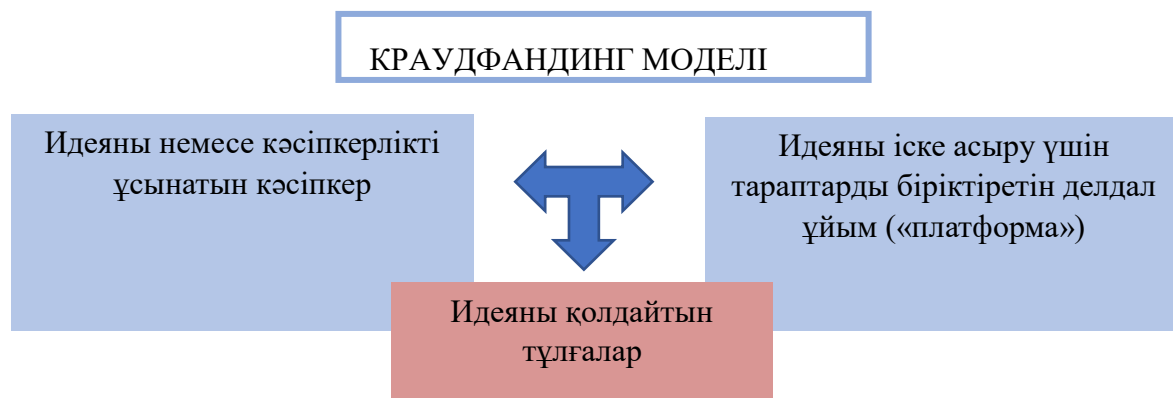 КРАУДФАНДИНГ МОДЕЛІ
Идеяны немесе кәсіпкерлікті
ұсынатын кәсіпкер
Идеяны іске асыру үшін
тараптарды біріктіретін делдал
ұйым («платформа»)
Идеяны қолдайтын
тұлғалар